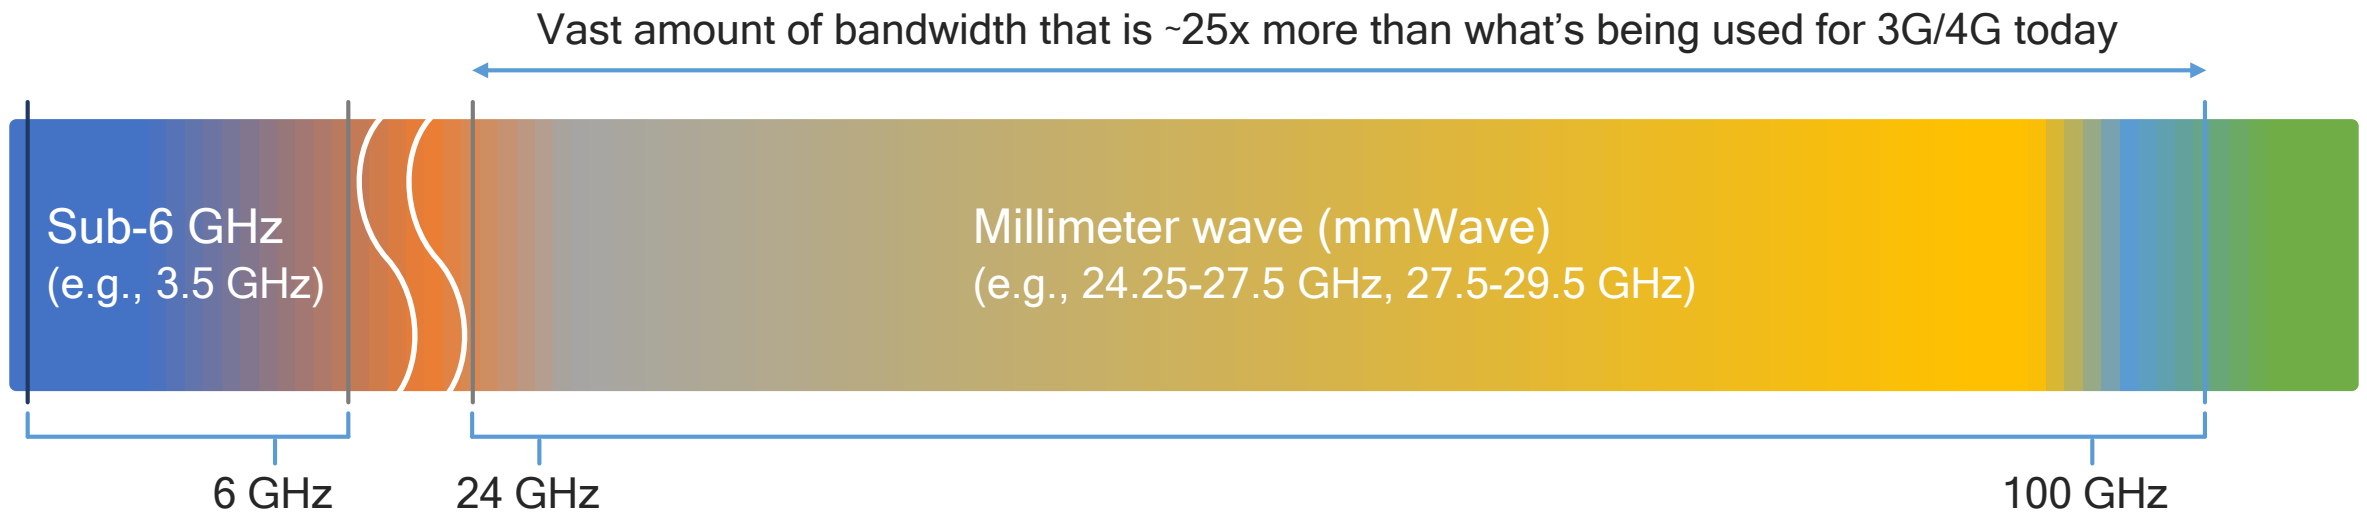 Vast amount of bandwidth that is ~25x more than what’s being used for 3G/4G today
Sub-6 GHz
(e.g., 3.5 GHz)
Millimeter wave (mmWave)
(e.g., 24.25-27.5 GHz, 27.5-29.5 GHz)
6 GHz
24 GHz
100 GHz